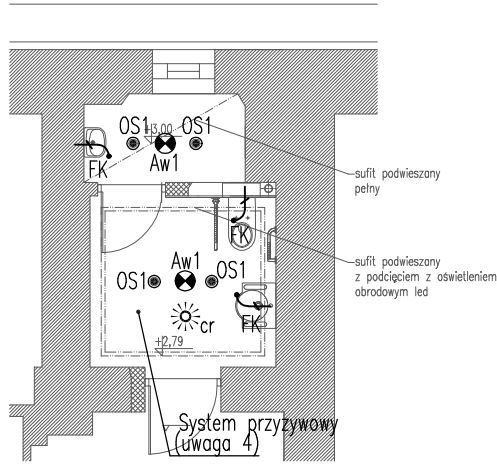 OS1 +3,00 OS1
Aw1
FK
sufit podwieszany
pełny
FK
sufit podwieszany
z podcięciem z oświetleniem
obrodowym led
Aw1
OS1 OS1
cr
FK
+2,79
System przyzywowy
(uwaga 4)